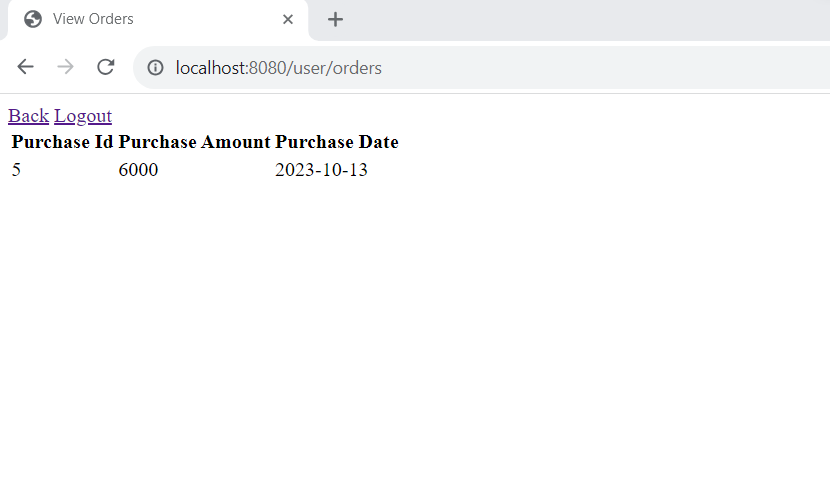 View Orders
localhost:8080/user/orders
Back Logout
Purchase Id Purchase Amount Purchase Date
5 6000 2023-10-13